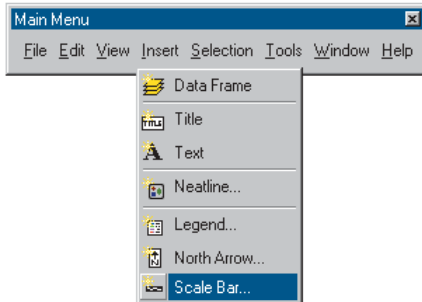 Main Menu
File Edit View Insert Selection Tools Window Help
Data Frame
TITLE Title
A Text
Neatline...
Legend...
N North Arrow...
Scale Bar...